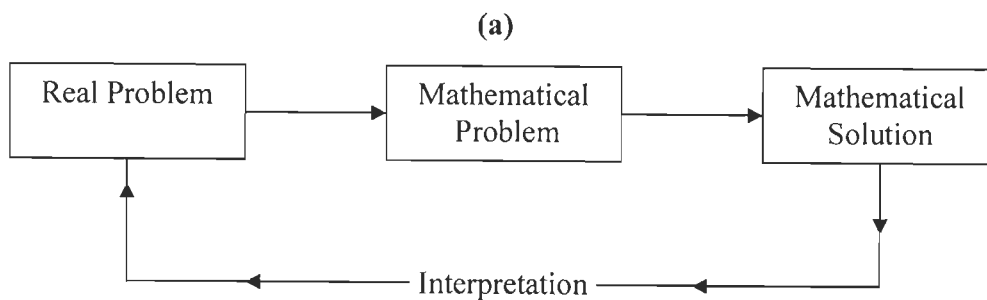 (a)
Real Problem
Mathematical
Problem
Mathematical
Solution
Interpretation